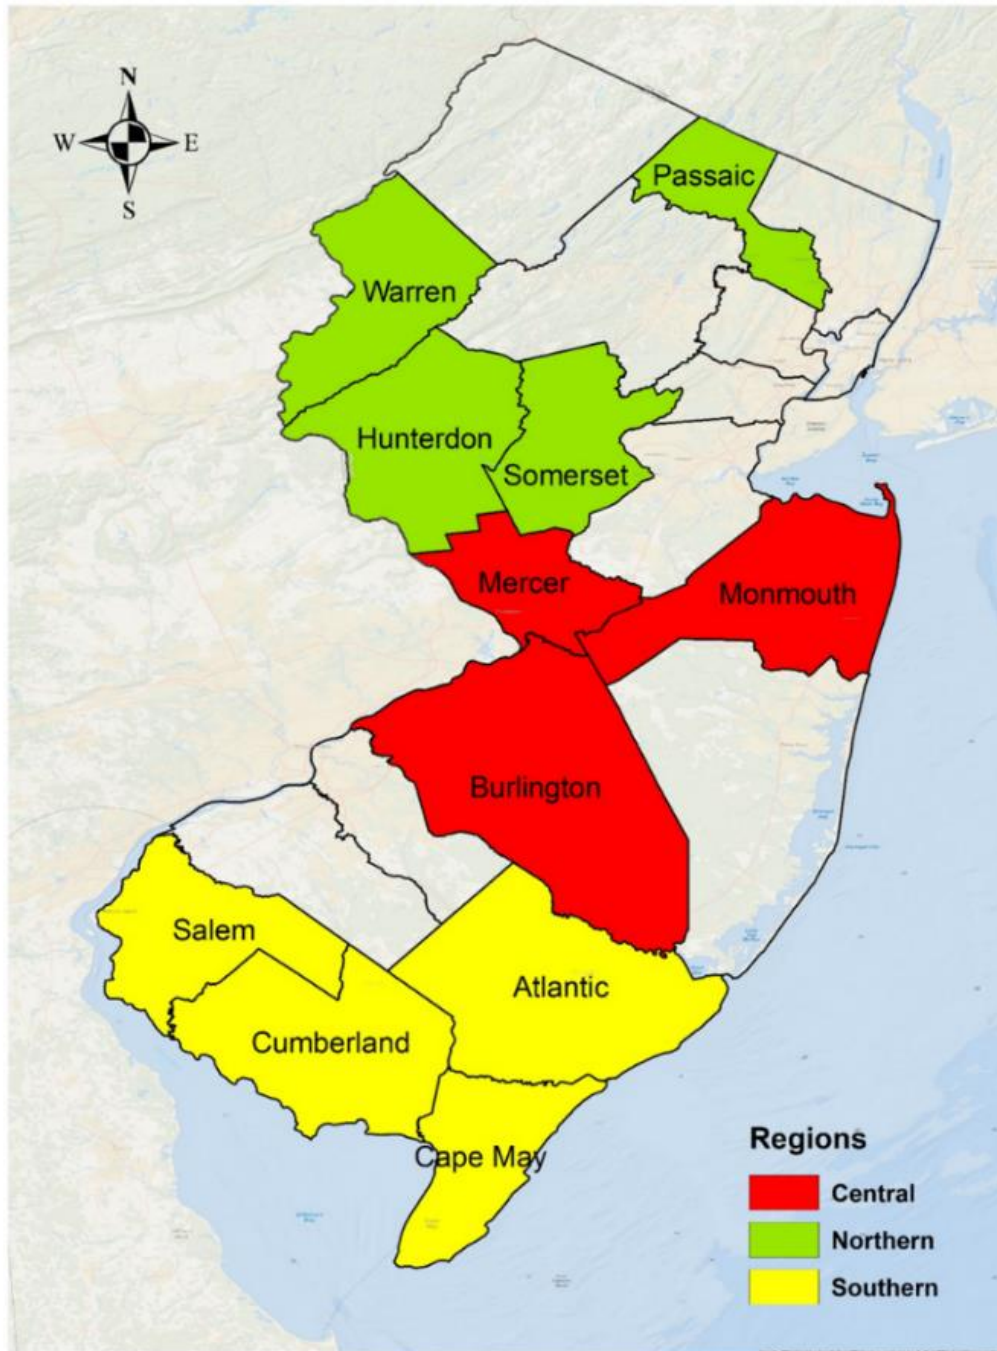 N
W E
S
Passaic
Warren
Hunterdon
Somerset
Mercer
Monmouth
Burlington
Salem
Atlantic
Cumberland
Cape May
Regions
Central
Northern
Southern